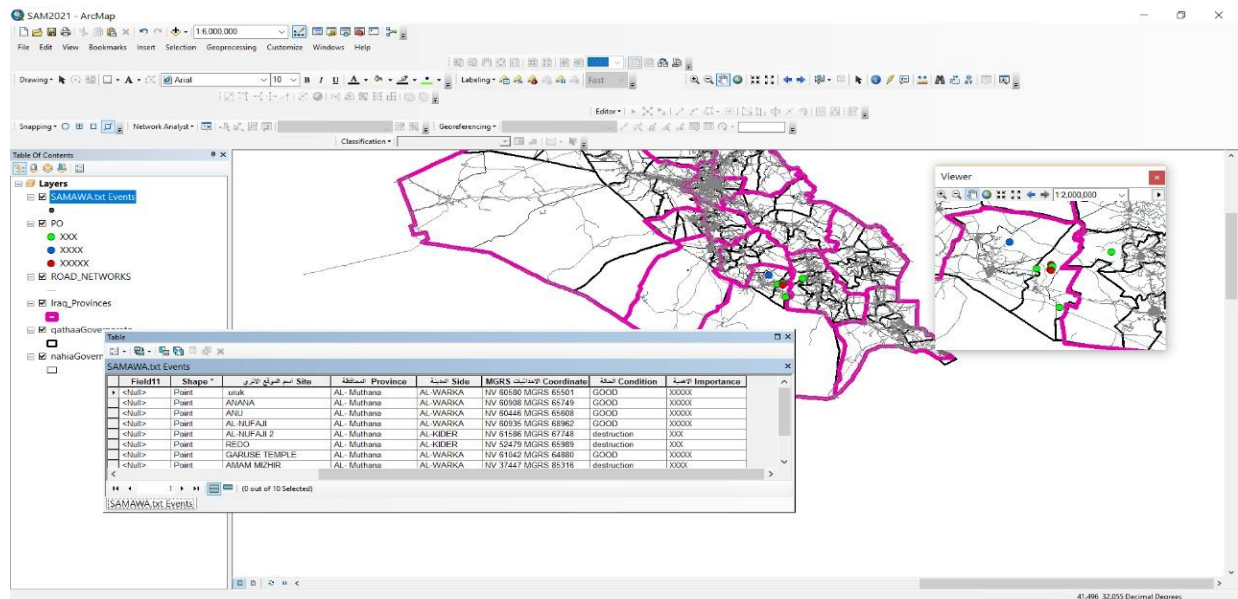 SAM2021 - ArcMap
1:6,000,000
File Edit View Bookmarks Insert Selection Geoprocessing Customize Windows Help
Drawing Arial 10 B I U A Labeling Fast
Editor
Snapping Network Analyst Georeferencing
Classification
Table Of Contents
Layers
SAMAWA.txt Events
PO
XXX
XXXX
XXXXX
ROAD_NETWORKS
Iraq_Provinces
qathaaGovernorate
nahiaGovern
Viewer
1:2,000,000
Table
SAMAWA.txt Events
Field11 Shape * اسم الموقع الاثري Site المحافظة Province المدينة Side MGRS الاحداثيات Coordinate الحالة Condition الاهمية Importance
<Null> Point uruk AL- Muthana AL-WARKA NV 60580 MGRS 65501 GOOD XXXXX
<Null> Point ANANA AL- Muthana AL-WARKA NV 60908 MGRS 65749 GOOD XXXXX
<Null> Point ANU AL- Muthana AL-WARKA NV 60446 MGRS 65608 GOOD XXXXX
<Null> Point AL-NUFAJI AL- Muthana AL-WARKA NV 60935 MGRS 68962 GOOD XXXXX
<Null> Point AL-NUFAJI 2 AL- Muthana AL-KIDER NV 61586 MGRS 67748 destruction XXX
<Null> Point REDO AL- Muthana AL-KIDER NV 52479 MGRS 65989 destruction XXX
<Null> Point GARUSE TEMPLE AL- Muthana AL-WARKA NV 61042 MGRS 64880 GOOD XXXXX
<Null> Point AMAM MIZHIR AL- Muthana AL-WARKA NV 37447 MGRS 85316 destruction XXXX
1 (0 out of 10 Selected)
SAMAWA.txt Events
41.496 32.055 Decimal Degrees